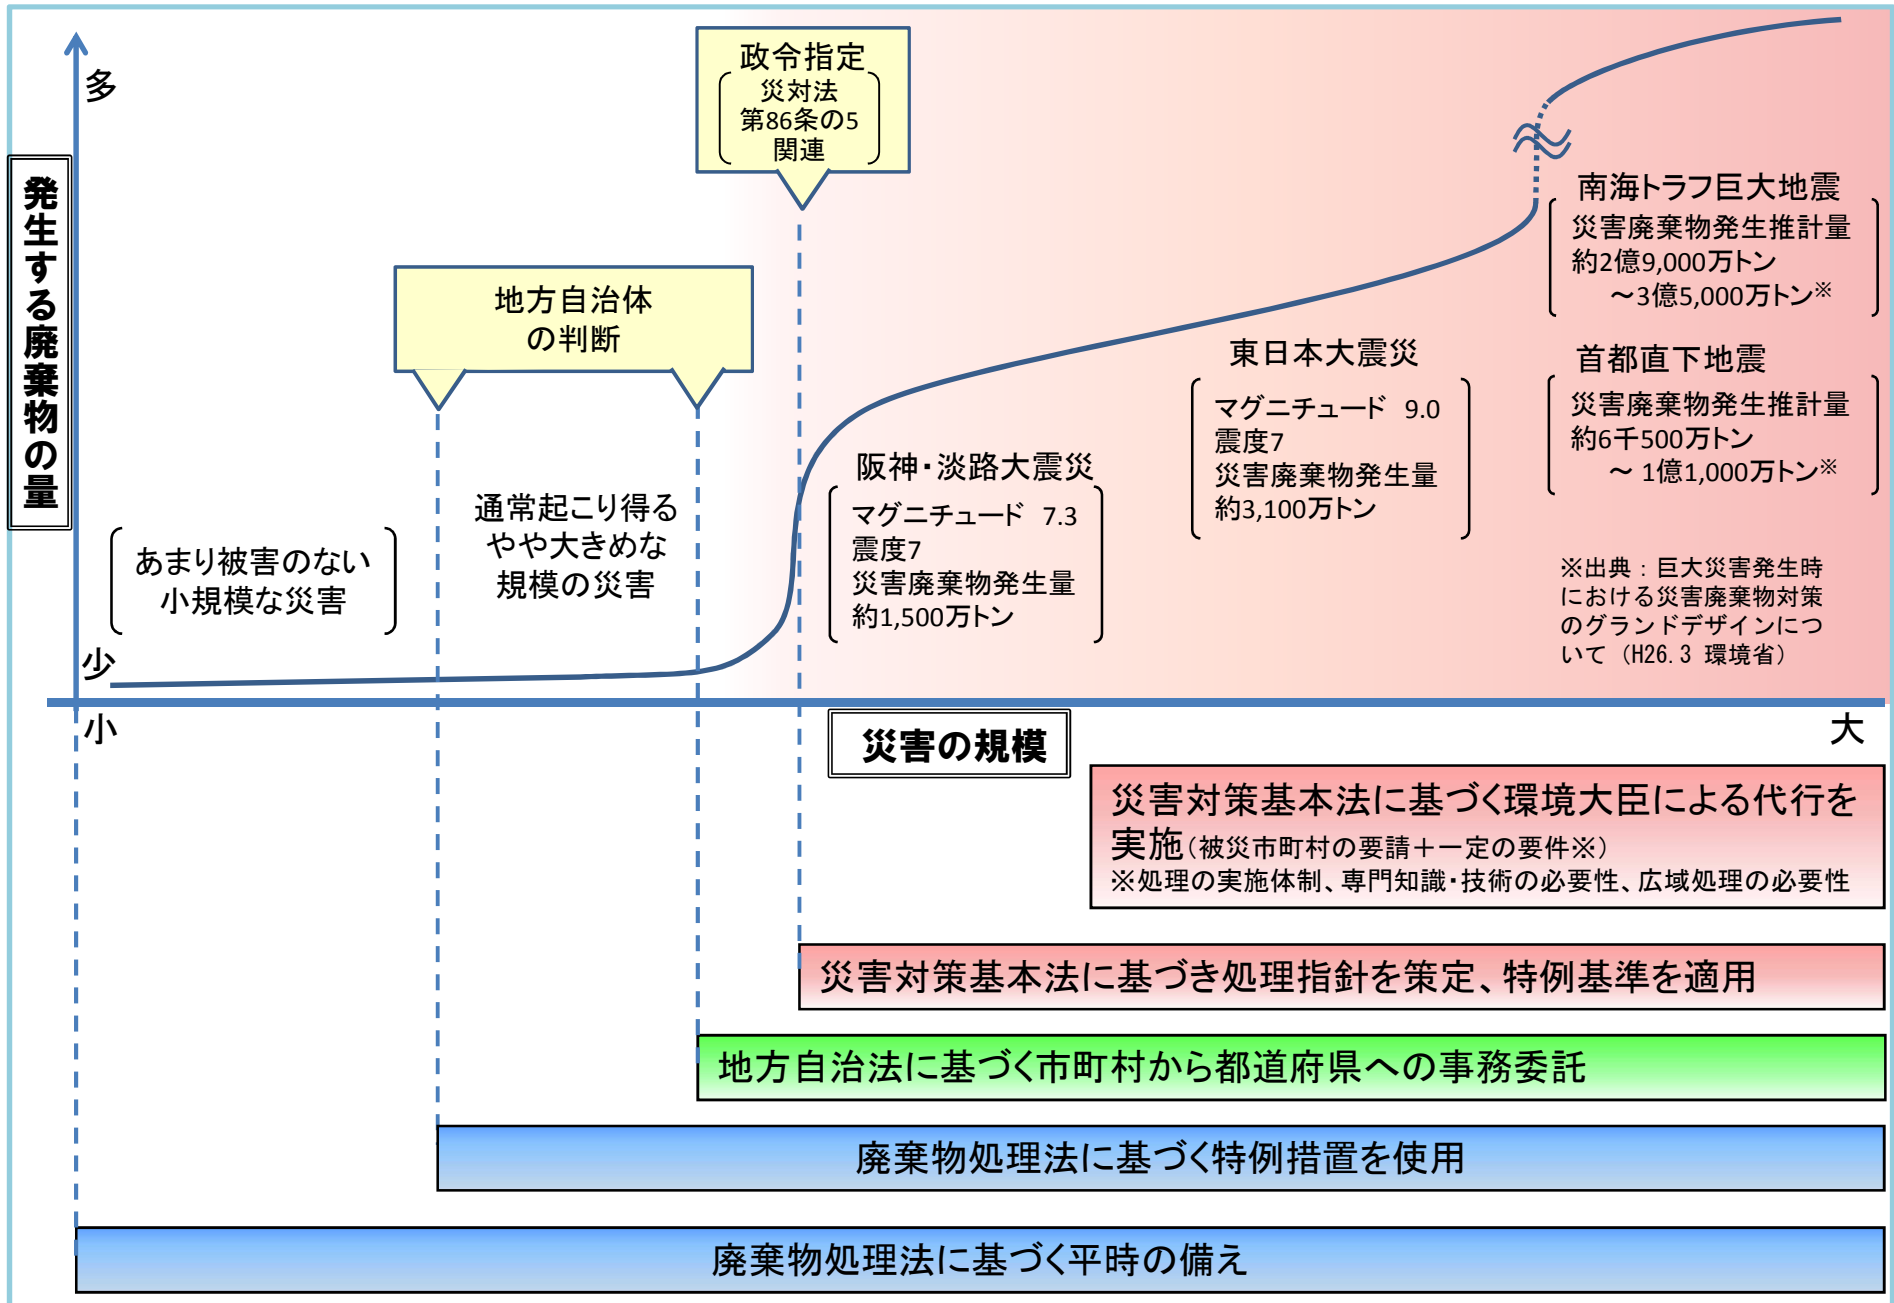 多
発生する廃棄物の量
少
小
政令指定
災対法
第86条の5
関連
地方自治体
の判断
あまり被害のない
小規模な災害
通常起こり得る
やや大きめな
規模の災害
阪神・淡路大震災
マグニチュード 7.3
震度7
災害廃棄物発生量
約1,500万トン
東日本大震災
マグニチュード 9.0
震度7
災害廃棄物発生量
約3,100万トン
南海トラフ巨大地震
災害廃棄物発生推計量
約2億9,000万トン
～3億5,000万トン※
首都直下地震
災害廃棄物発生推計量
約6千500万トン
～ 1億1,000万トン※
※出典：巨大災害発生時
における災害廃棄物対策
のグランドデザインにつ
いて（H26.3 環境省）
災害の規模
大
災害対策基本法に基づく環境大臣による代行を
実施（被災市町村の要請＋一定の要件※）
※処理の実施体制、専門知識・技術の必要性、広域処理の必要性
災害対策基本法に基づき処理指針を策定、特例基準を適用
地方自治法に基づく市町村から都道府県への事務委託
廃棄物処理法に基づく特例措置を使用
廃棄物処理法に基づく平時の備え